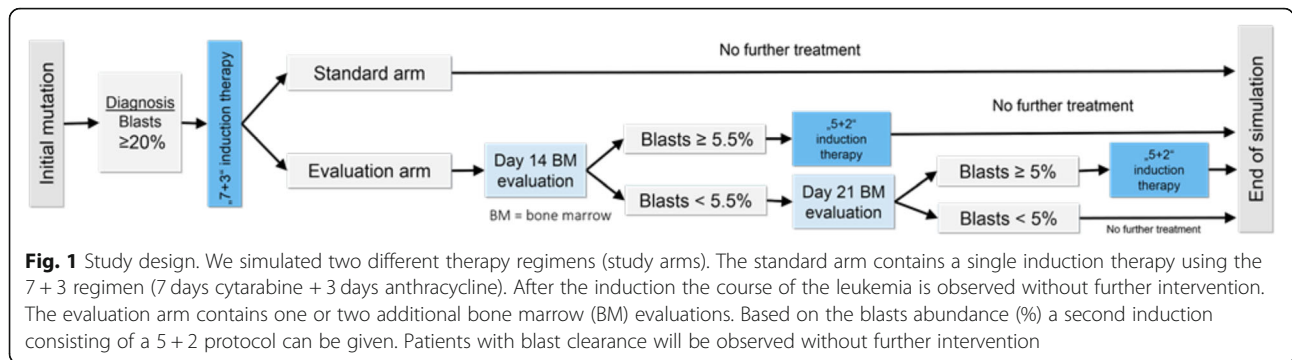 Initial mutation
Diagnosis
Blasts
≥20%
„7+3“ induction therapy
Standard arm
No further treatment
Evaluation arm
Day 14 BM
evaluation
BM = bone marrow
Blasts ≥ 5.5%
„5+2“
induction
therapy
No further treatment
Blasts < 5.5%
Day 21 BM
evaluation
Blasts ≥ 5%
„5+2“
induction
therapy
Blasts < 5%
No further treatment
End of simulation
Fig. 1 Study design. We simulated two different therapy regimens (study arms). The standard arm contains a single induction therapy using the
7 + 3 regimen (7 days cytarabine + 3 days anthracycline). After the induction the course of the leukemia is observed without further intervention.
The evaluation arm contains one or two additional bone marrow (BM) evaluations. Based on the blasts abundance (%) a second induction
consisting of a 5 + 2 protocol can be given. Patients with blast clearance will be observed without further intervention